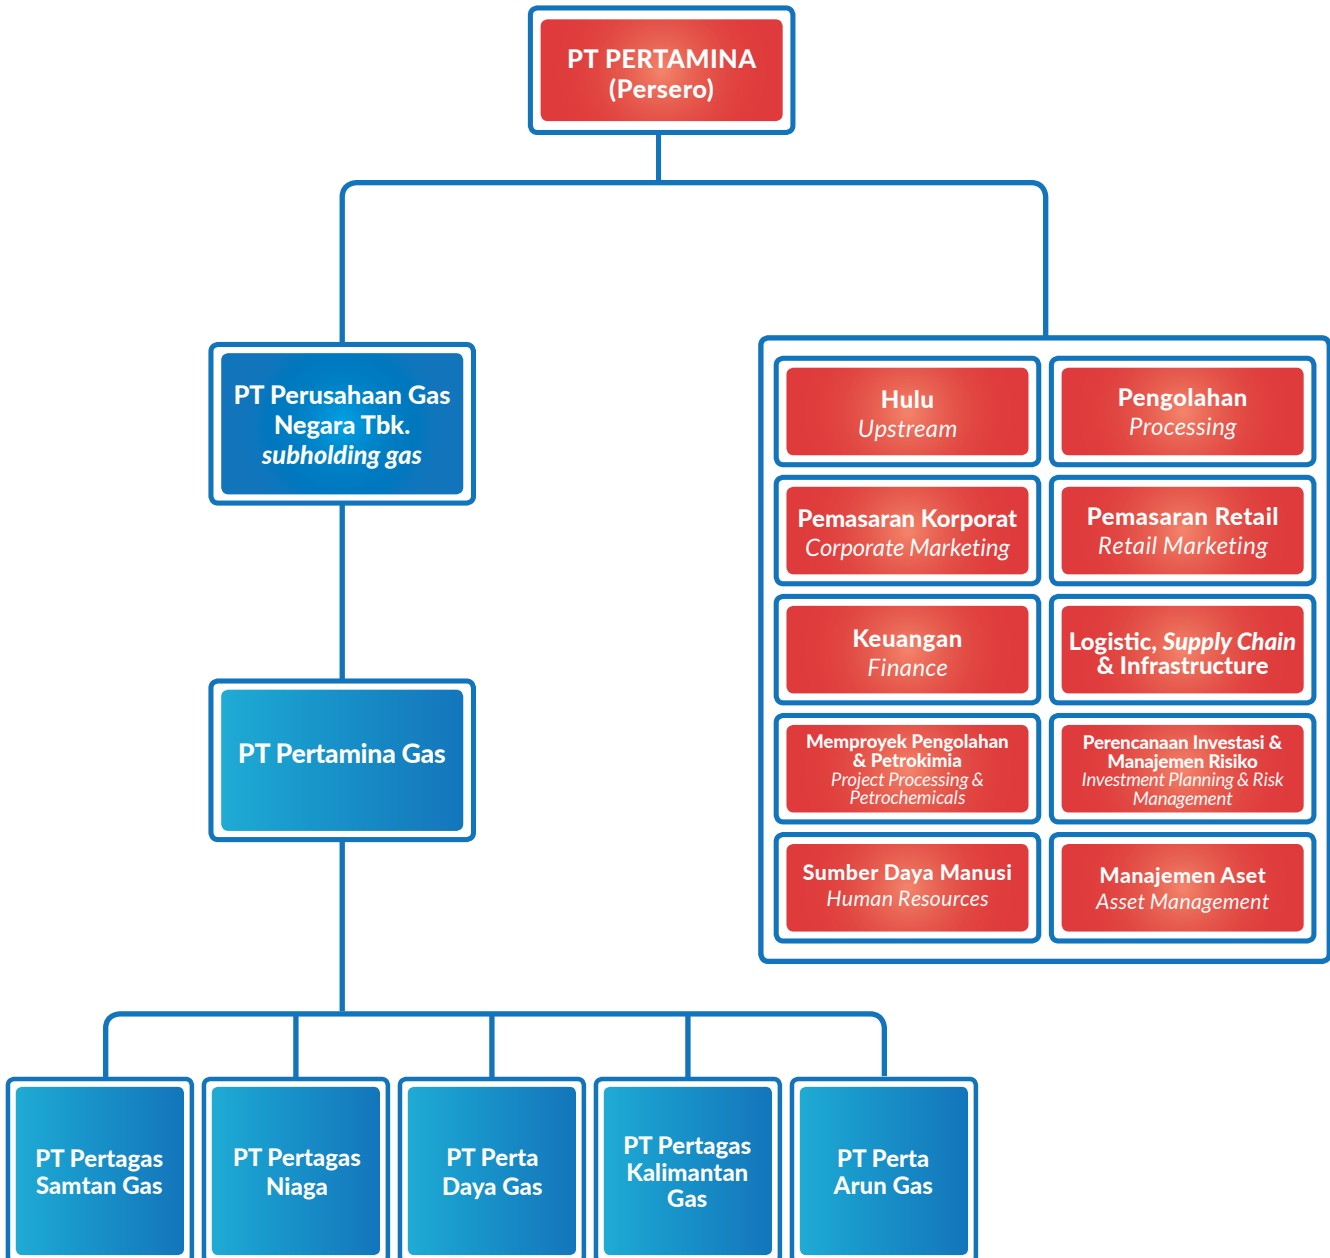 PT PERTAMINA
(Persero)
PT Perusahaan Gas
Negara Tbk.
subholding gas
Hulu
Upstream
Pengolahan
Processing
Pemasaran Korporat
Corporate Marketing
Pemasaran Retail
Retail Marketing
Keuangan
Finance
Logistic, Supply Chain
& Infrastructure
PT Pertamina Gas
Memproyek Pengolahan
& Petrokimia
Project Processing &
Petrochemicals
Perencanaan Investasi &
Manajemen Risiko
Investment Planning & Risk
Management
Sumber Daya Manusi
Human Resources
Manajemen Aset
Asset Management
PT Pertagas
Samtan Gas
PT Pertagas
Niaga
PT Perta
Daya Gas
PT Pertagas
Kalimantan
Gas
PT Perta
Arun Gas